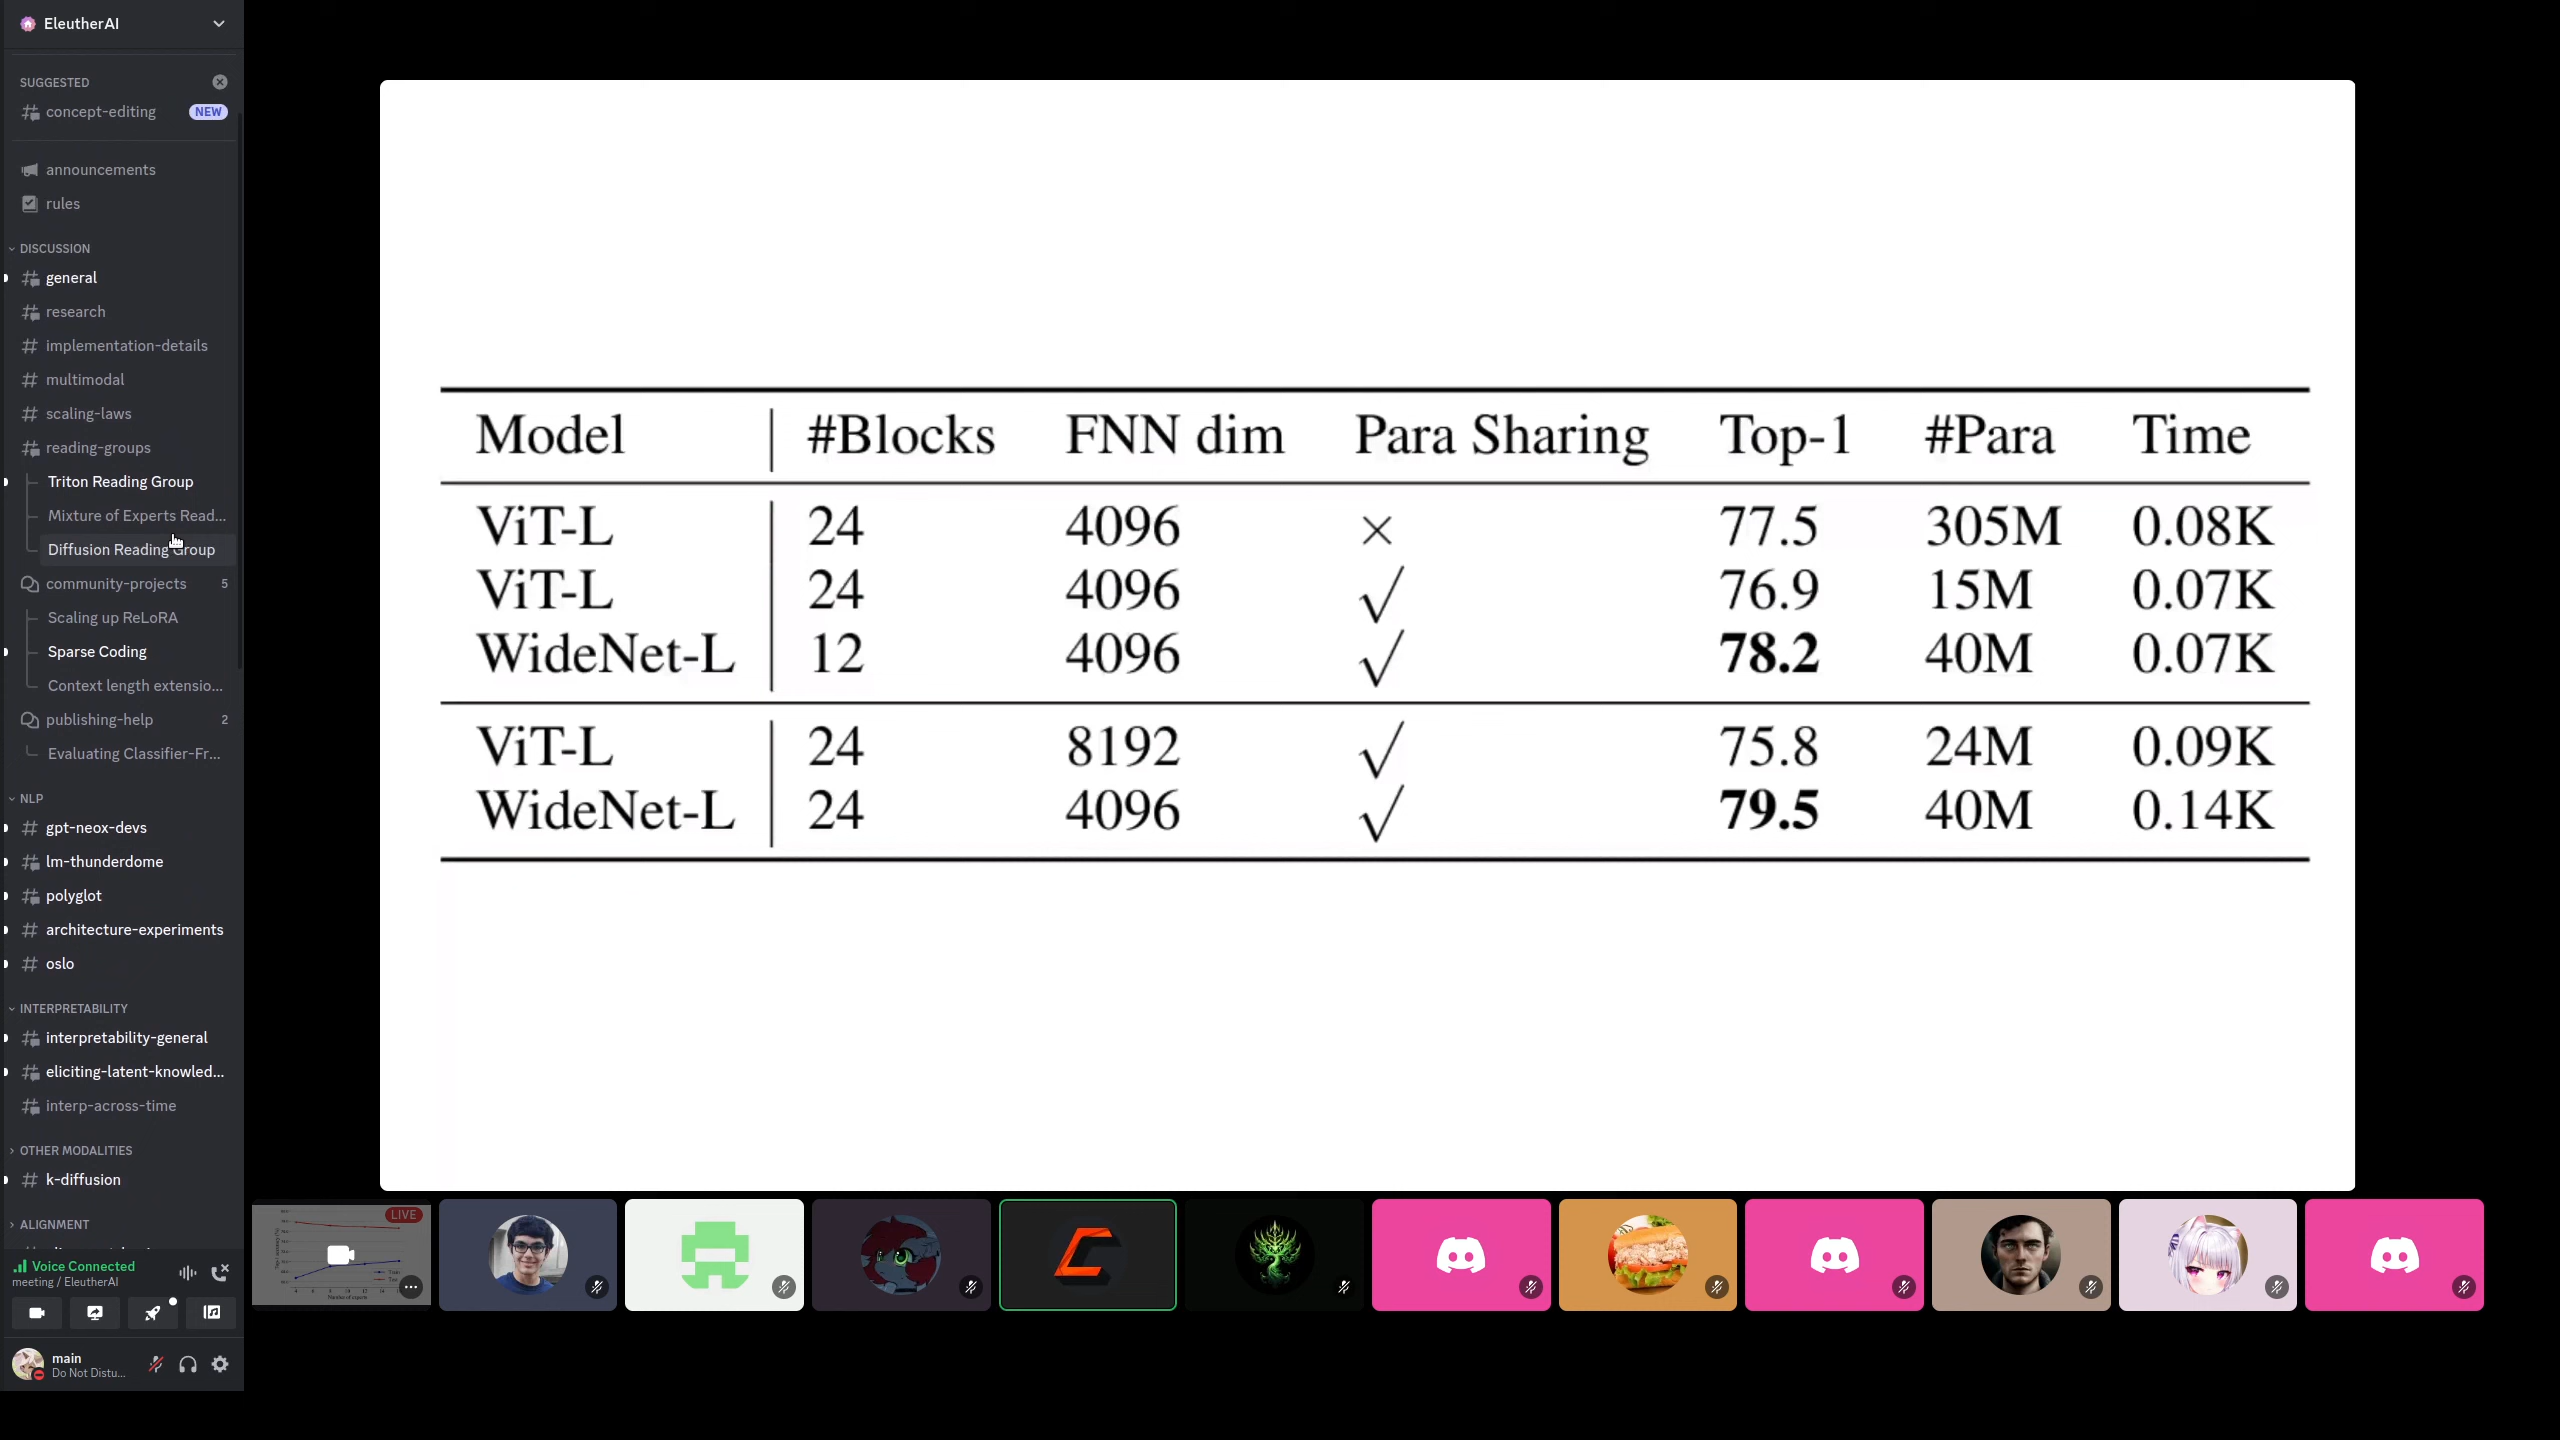 EleutherAI
SUGGESTED
concept-editing NEW
announcements
rules
DISCUSSION
general
research
implementation-details
multimodal
scaling-laws
reading-groups
Triton Reading Group
Mixture of Experts Read...
Diffusion Reading Group
community-projects 5
Scaling up ReLoRA
Sparse Coding
Context length extensio...
publishing-help 2
Evaluating Classifier-Fr...
NLP
gpt-neox-devs
lm-thunderdome
polyglot
architecture-experiments
oslo
INTERPRETABILITY
interpretability-general
eliciting-latent-knowled...
interp-across-time
OTHER MODALITIES
k-diffusion
ALIGNMENT
Voice Connected
meeting / EleutherAI
main
Do Not Distu...
Model #Blocks FNN dim Para Sharing Top-1 #Para Time
ViT-L 24 4096 × 77.5 305M 0.08K
ViT-L 24 4096 √ 76.9 15M 0.07K
WideNet-L 12 4096 √ 78.2 40M 0.07K
ViT-L 24 8192 √ 75.8 24M 0.09K
WideNet-L 24 4096 √ 79.5 40M 0.14K
LIVE